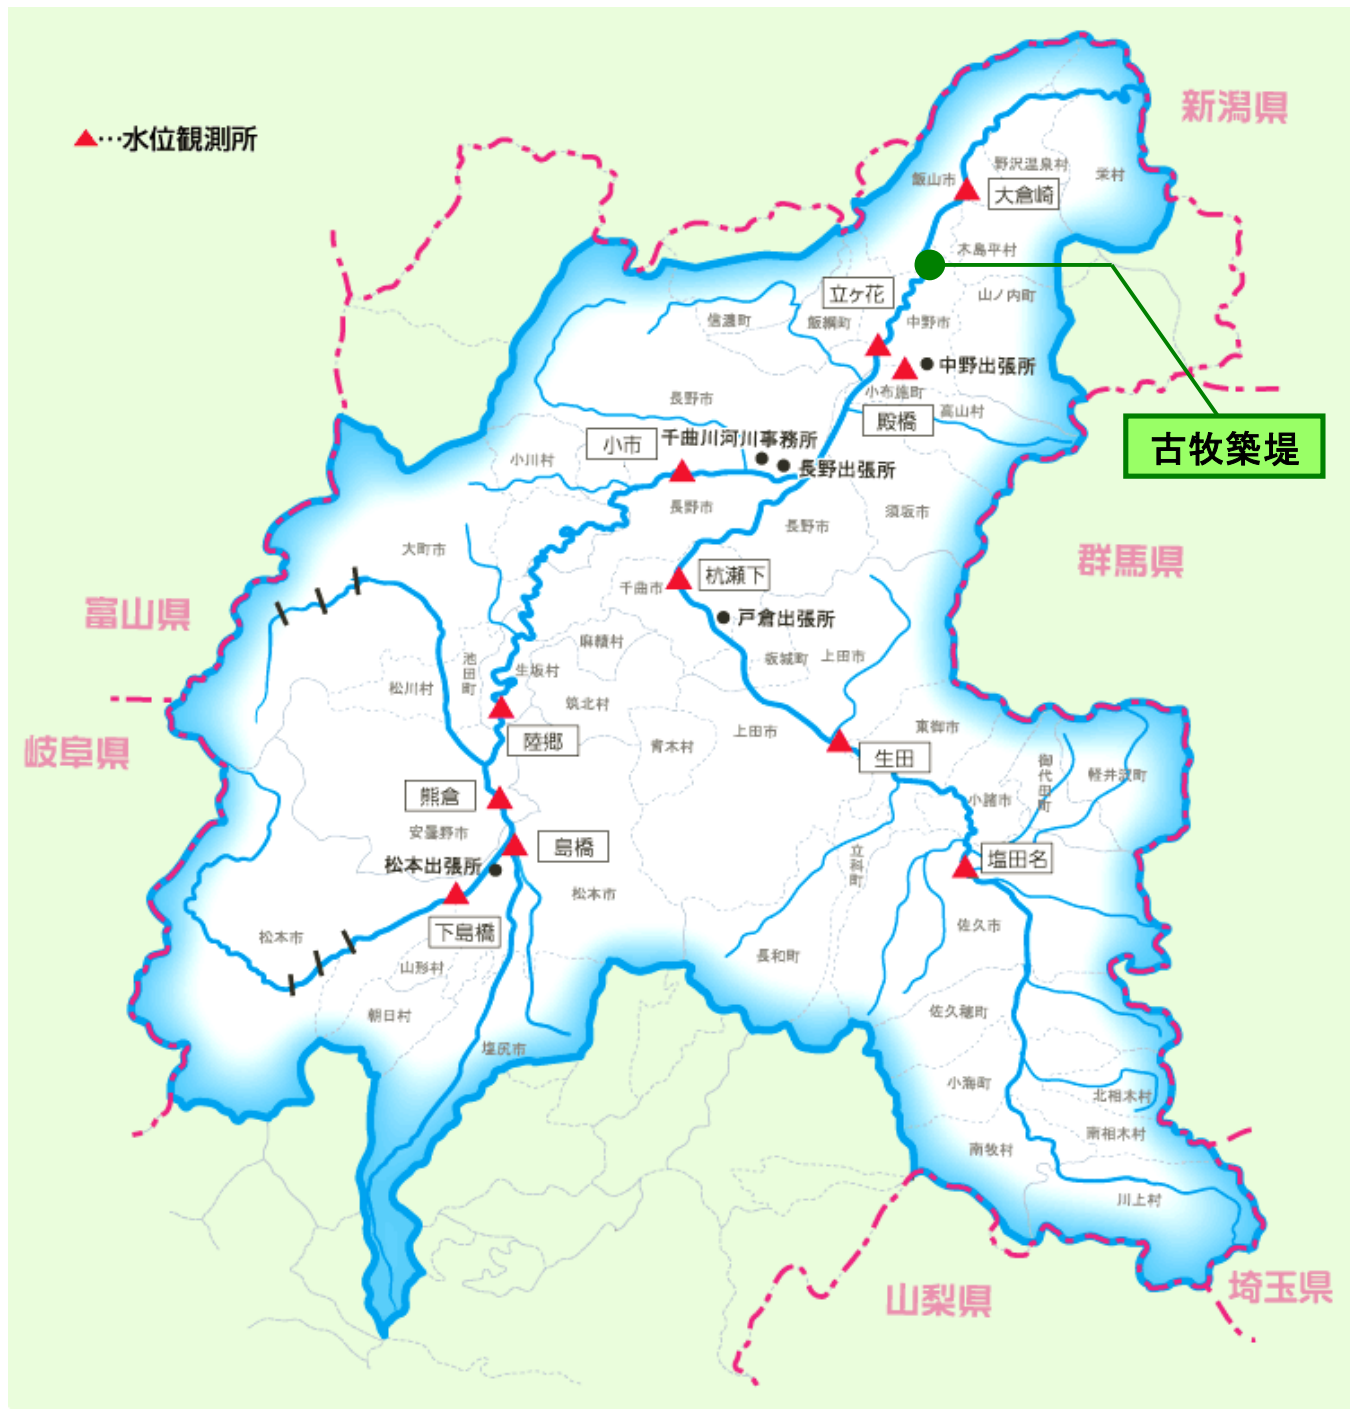 新潟県
▲…水位観測所
野沢温泉村
栄村
飯山市
大倉崎
木島平村
立ヶ花
山ノ内町
信濃町
飯綱町
中野市
中野出張所
小布施町
長野市
高山村
殿橋
古牧築堤
小市
千曲川河川事務所
小川村
長野出張所
長野市
須坂市
長野市
大町市
群馬県
杭瀬下
千曲市
富山県
戸倉出張所
麻績村
池田町
生坂村
坂城町
上田市
松川村
筑北村
東御市
上田市
岐阜県
陸郷
青木村
生田
御代田町
軽井沢町
熊倉
小諸市
安曇野市
島橋
塩田名
立科町
松本出張所
松本市
佐久市
下島橋
松本市
長和町
山形村
佐久穂町
朝日村
塩尻市
小海町
北相木村
南相木村
南牧村
川上村
山梨県
埼玉県